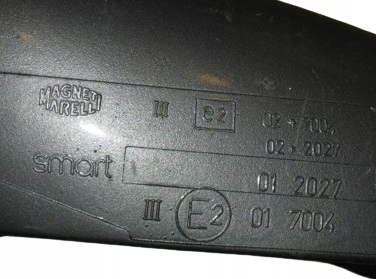 MAGNETI
MARELLI
III e2 02*7004
02*2027
smart 01 2027
III E2 01 7004